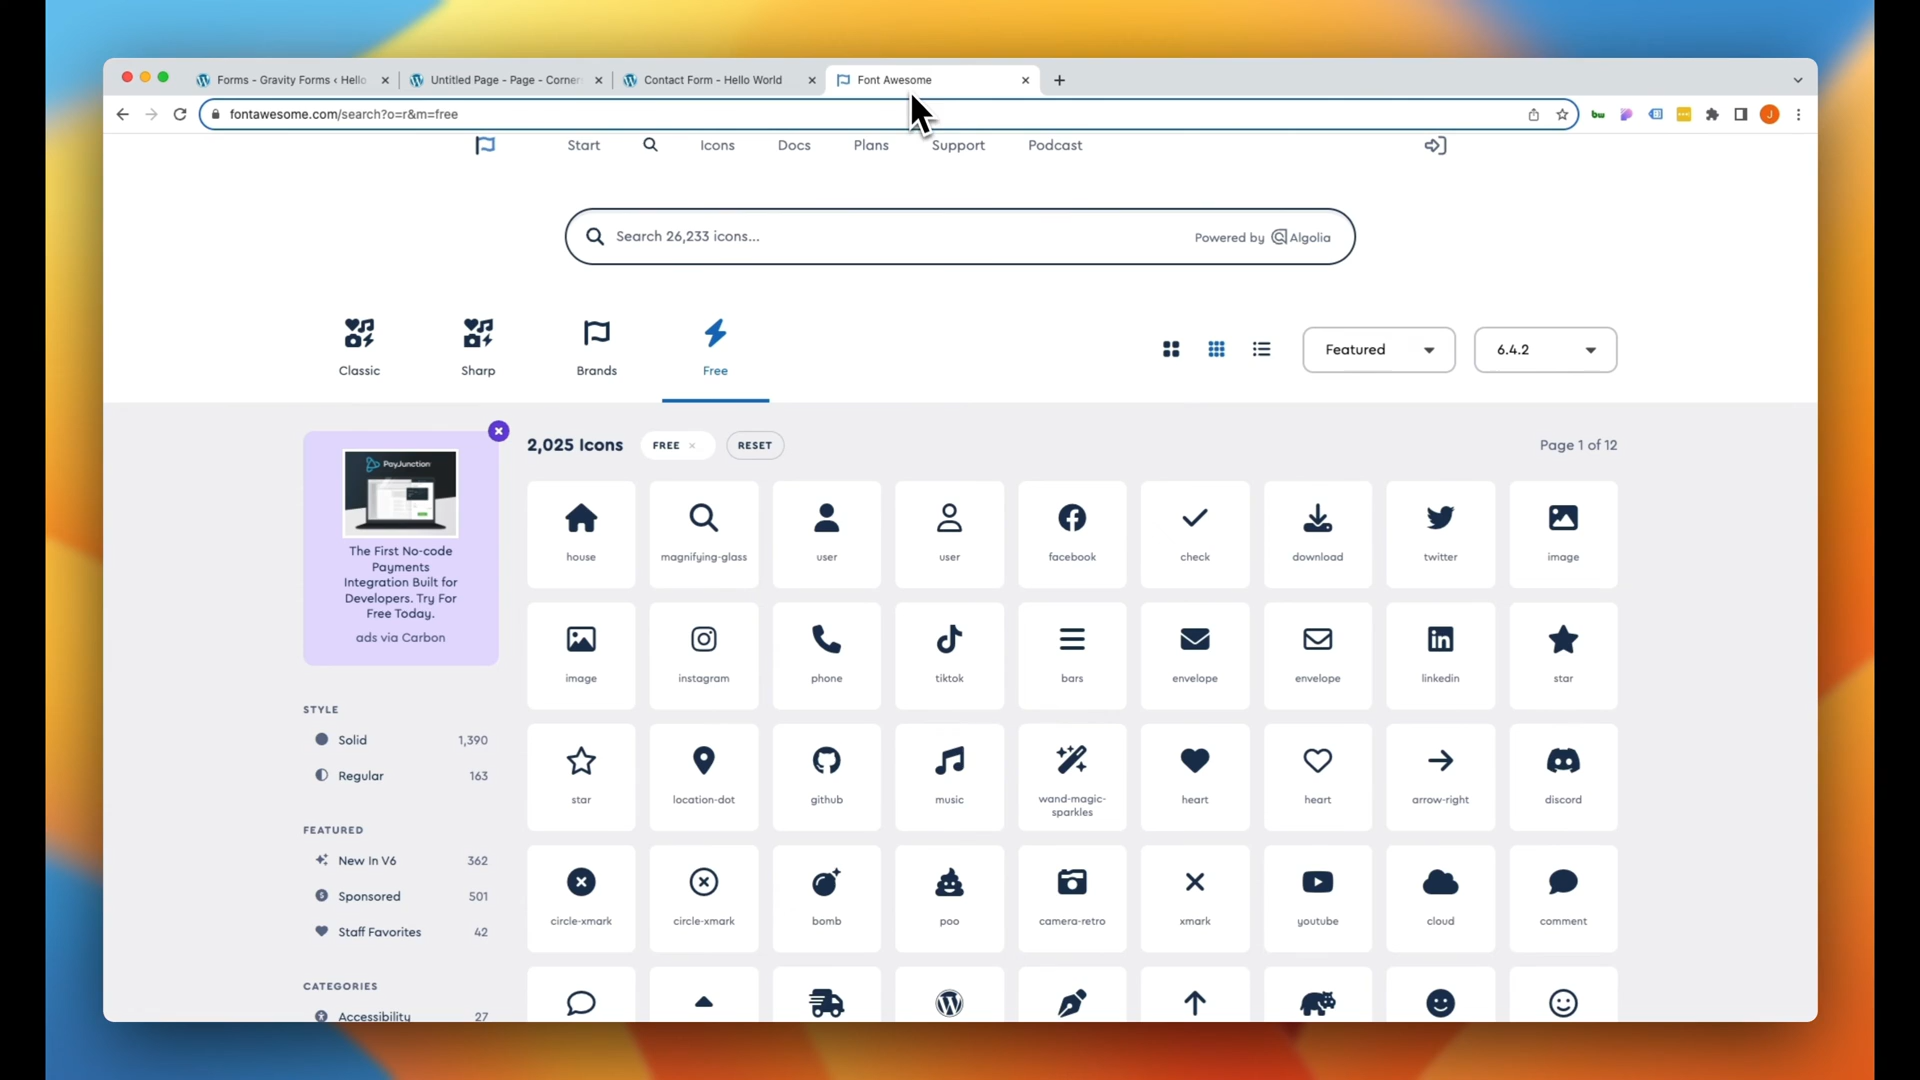 Forms - Gravity Forms ‹ Hello
Untitled Page - Page - Corner
Contact Form - Hello World
Font Awesome
fontawesome.com/search?o=r&m=free
J
Start
Icons
Docs
Plans
Support
Podcast
Search 26,233 icons...
Powered by Algolia
Classic
Sharp
Brands
Free
Featured
6.4.2
PayJunction
The First No-code
Payments
Integration Built for
Developers. Try For
Free Today.
ads via Carbon
2,025 Icons
FREE
RESET
Page 1 of 12
house
magnifying-glass
user
user
facebook
check
download
twitter
image
image
instagram
phone
tiktok
bars
envelope
envelope
linkedin
star
star
location-dot
github
music
wand-magic-
sparkles
heart
heart
arrow-right
discord
circle-xmark
circle-xmark
bomb
poo
camera-retro
xmark
youtube
cloud
comment
STYLE
Solid 1,390
Regular 163
FEATURED
New In V6 362
Sponsored 501
Staff Favorites 42
CATEGORIES
Accessibility 27